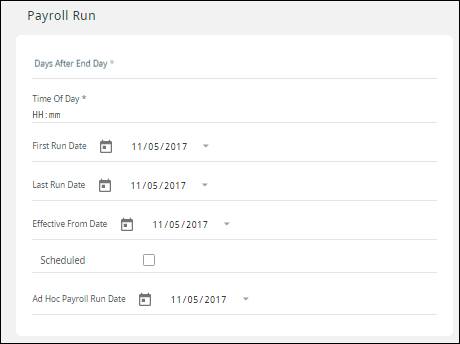 Payroll Run
Days After End Day *
Time Of Day *
HH:mm
First Run Date 11/05/2017
Last Run Date 11/05/2017
Effective From Date 11/05/2017
Scheduled
Ad Hoc Payroll Run Date 11/05/2017